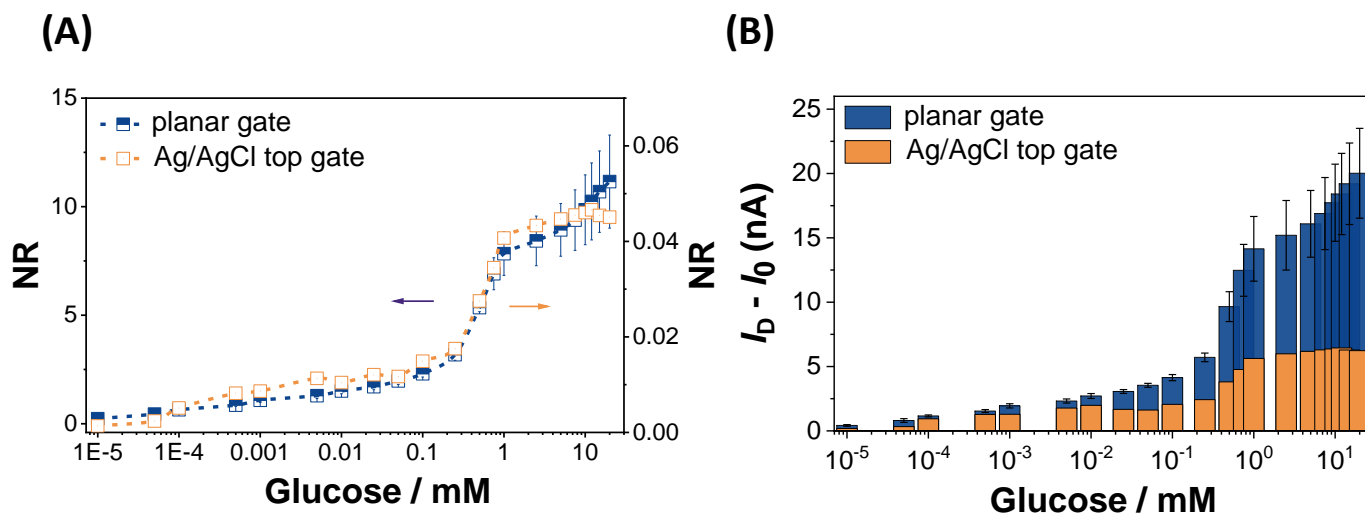 (A)
15
10
5
0
NR
planar gate
Ag/AgCl top gate
0.06
0.04
0.02
0.00
NR
1E-5 1E-4 0.001 0.01 0.1 1 10
Glucose / mM
(B)
25
20
15
10
5
0
I_D - I_0 (nA)
planar gate
Ag/AgCl top gate
10⁻⁵ 10⁻⁴ 10⁻³ 10⁻² 10⁻¹ 10⁰ 10¹
Glucose / mM